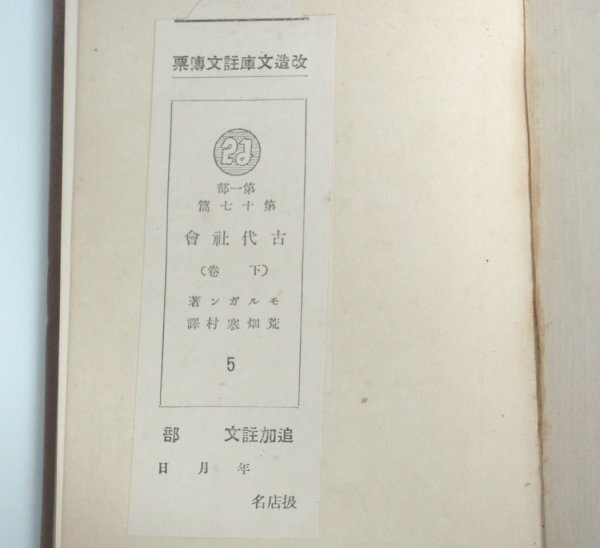 改造文庫註文傳票
第一部
第十七篇
古代社會
(下卷)
モルガン著
荒畑寒村譯
5
追加註文 部
年 月 日
扱店名